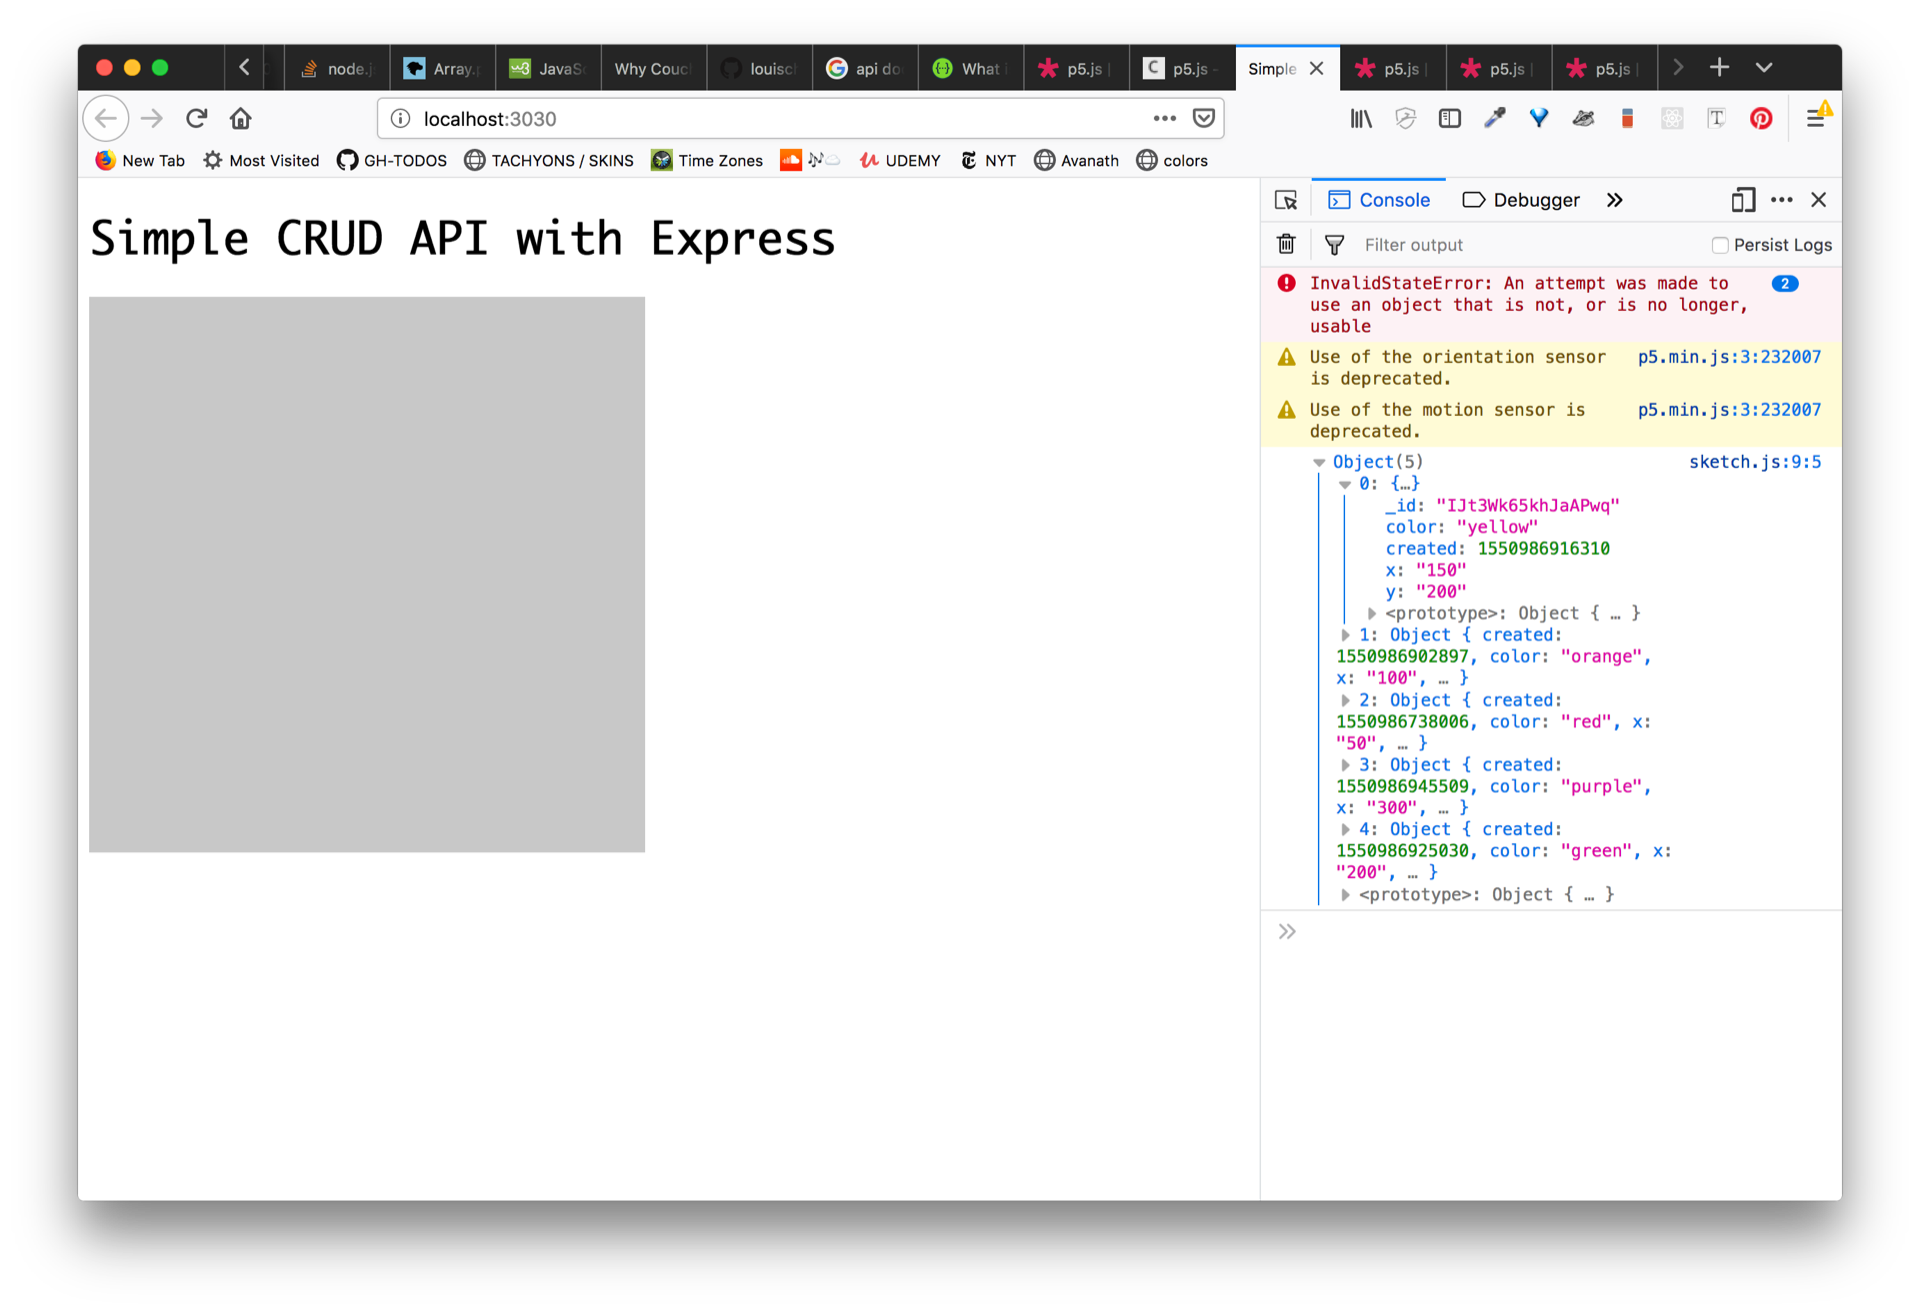 node.j
Array.p
JavaSc
Why Couc
louisch
api do
What i
p5.js |
p5.js -
Simple
p5.js |
p5.js |
p5.js |
localhost:3030
New Tab
Most Visited
GH-TODOS
TACHYONS / SKINS
Time Zones
UDEMY
NYT
Avanath
colors
Simple CRUD API with Express
Console
Debugger
Filter output
Persist Logs
InvalidStateError: An attempt was made to
2
use an object that is not, or is no longer,
usable
Use of the orientation sensor p5.min.js:3:232007
is deprecated.
Use of the motion sensor is p5.min.js:3:232007
deprecated.
Object(5) sketch.js:9:5
0: {…}
_id: "IJt3Wk65khJaAPwq"
color: "yellow"
created: 1550986916310
x: "150"
y: "200"
<prototype>: Object { … }
1: Object { created:
1550986902897, color: "orange",
x: "100", … }
2: Object { created:
1550986738006, color: "red", x:
"50", … }
3: Object { created:
1550986945509, color: "purple",
x: "300", … }
4: Object { created:
1550986925030, color: "green", x:
"200", … }
<prototype>: Object { … }